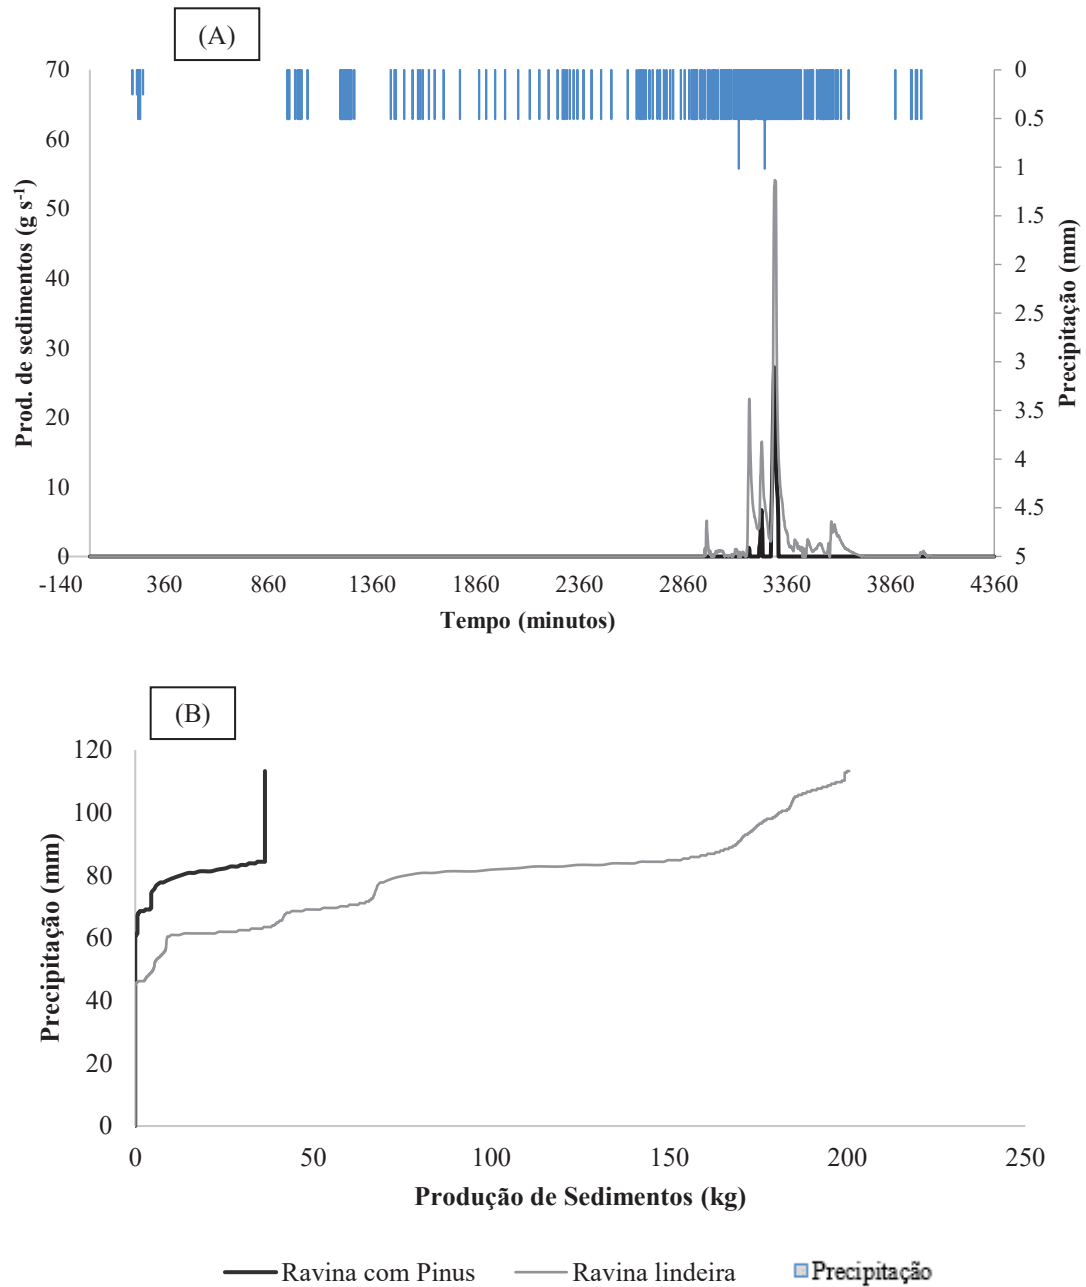 (A)
70
60
50
40
30
20
10
0
Prod. de sedimentos (g s⁻¹)
0
0.5
1
1.5
2
2.5
3
3.5
4
4.5
5
Precipitação (mm)
-140 360 860 1360 1860 2360 2860 3360 3860 4360
Tempo (minutos)
(B)
120
100
80
60
40
20
0
Precipitação (mm)
0 50 100 150 200 250
Produção de Sedimentos (kg)
Ravina com Pinus Ravina lindeira Precipitação